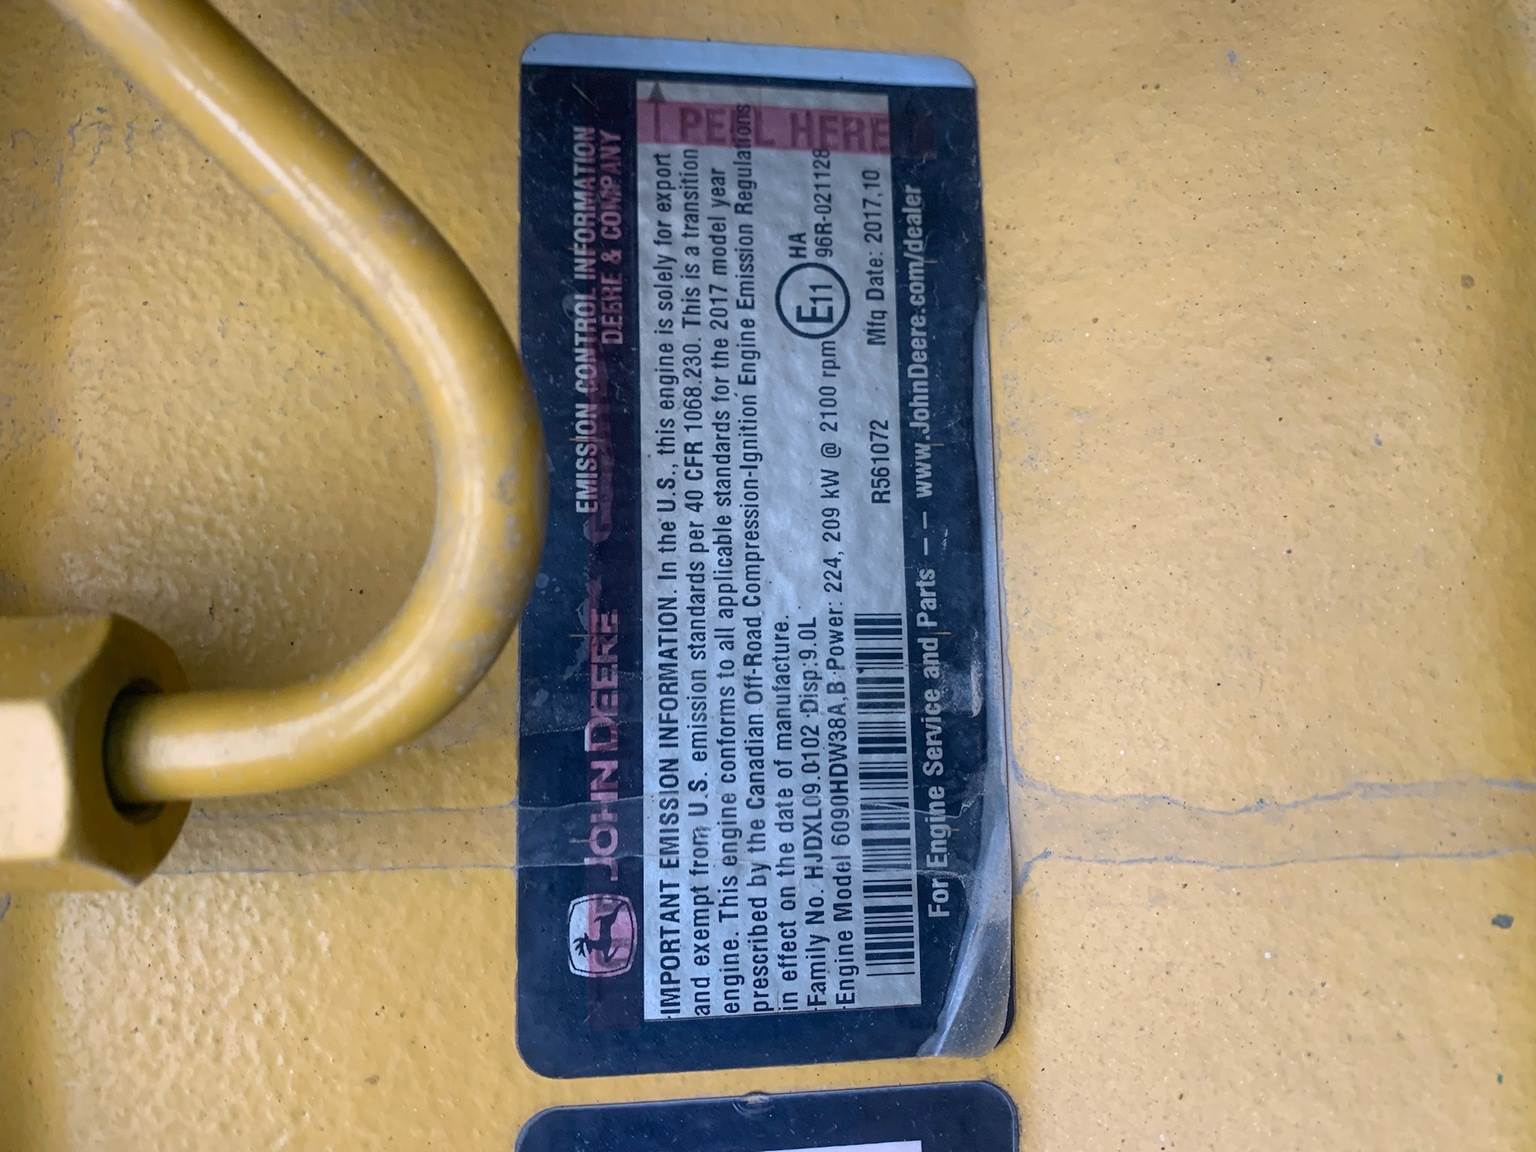 JOHN DEERE
EMISSION CONTROL INFORMATION
DEERE & COMPANY
PEEL HERE
IMPORTANT EMISSION INFORMATION. In the U.S., this engine is solely for export
and exempt from U.S. emission standards per 40 CFR 1068.230. This is a transition
engine. This engine conforms to all applicable standards for the 2017 model year
prescribed by the Canadian Off-Road Compression-Ignition Engine Emission Regulations
in effect on the date of manufacture.
Family No. HJDXL09.0102 Disp:9.0L
Engine Model 6090HDW38A,B Power: 224, 209 kW @ 2100 rpm
E11
HA
96R-021128
R561072
Mfg Date: 2017.10
For Engine Service and Parts – – www.JohnDeere.com/dealer